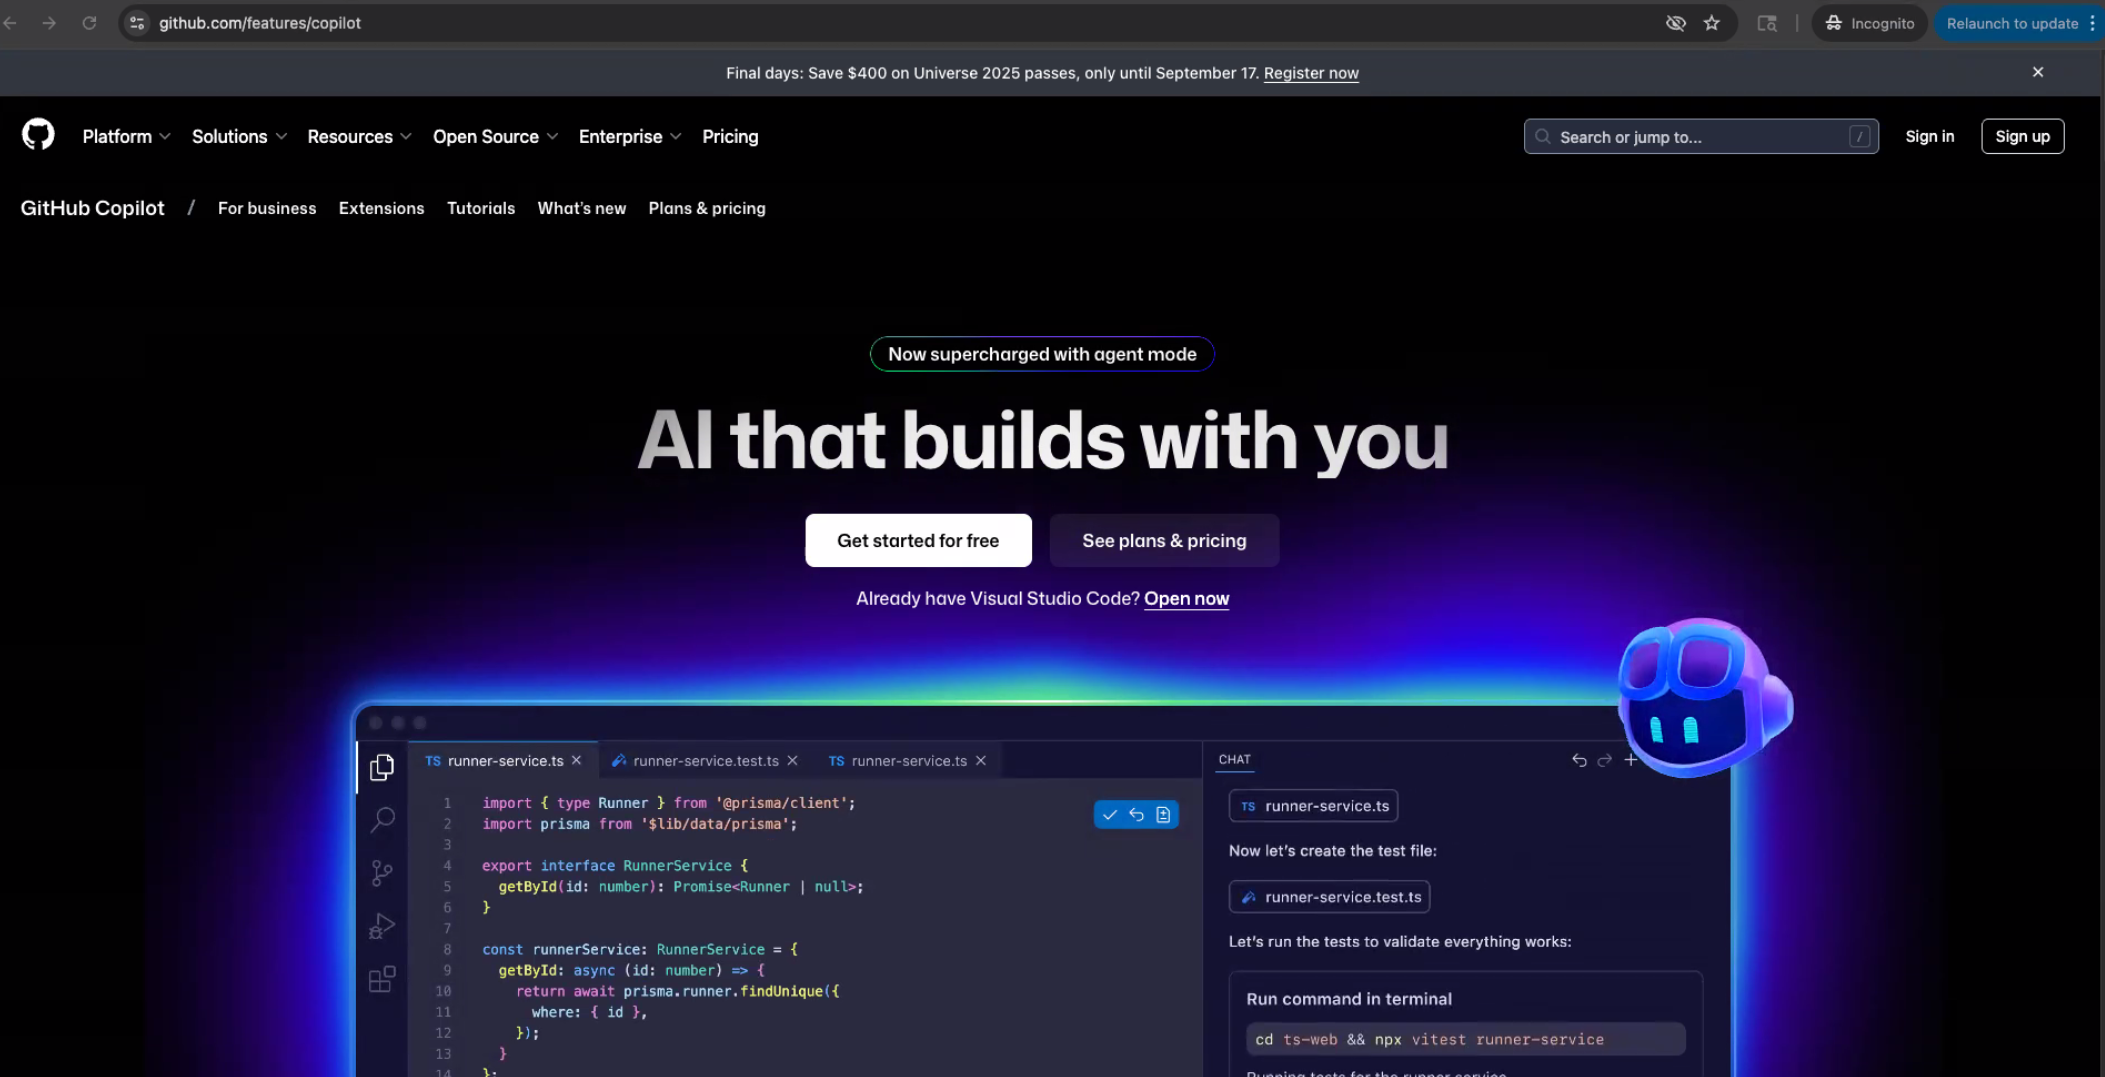 github.com/features/copilot
Incognito
Relaunch to update
Final days: Save $400 on Universe 2025 passes, only until September 17. Register now
Platform
Solutions
Resources
Open Source
Enterprise
Pricing
Search or jump to...
/
Sign in
Sign up
GitHub Copilot / For business Extensions Tutorials What's new Plans & pricing
Now supercharged with agent mode
AI that builds with you
Get started for free
See plans & pricing
Already have Visual Studio Code? Open now
TS runner-service.ts
runner-service.test.ts
TS runner-service.ts
1 import { type Runner } from '@prisma/client';
2 import prisma from '$lib/data/prisma';
3
4 export interface RunnerService {
5 getById(id: number): Promise<Runner | null>;
6 }
7
8 const runnerService: RunnerService = {
9 getById: async (id: number) => {
10 return await prisma.runner.findUnique({
11 where: { id },
12 });
13 }
14 };
CHAT
TS runner-service.ts
Now let's create the test file:
runner-service.test.ts
Let's run the tests to validate everything works:
Run command in terminal
cd ts-web && npx vitest runner-service
Running tests for the runner service